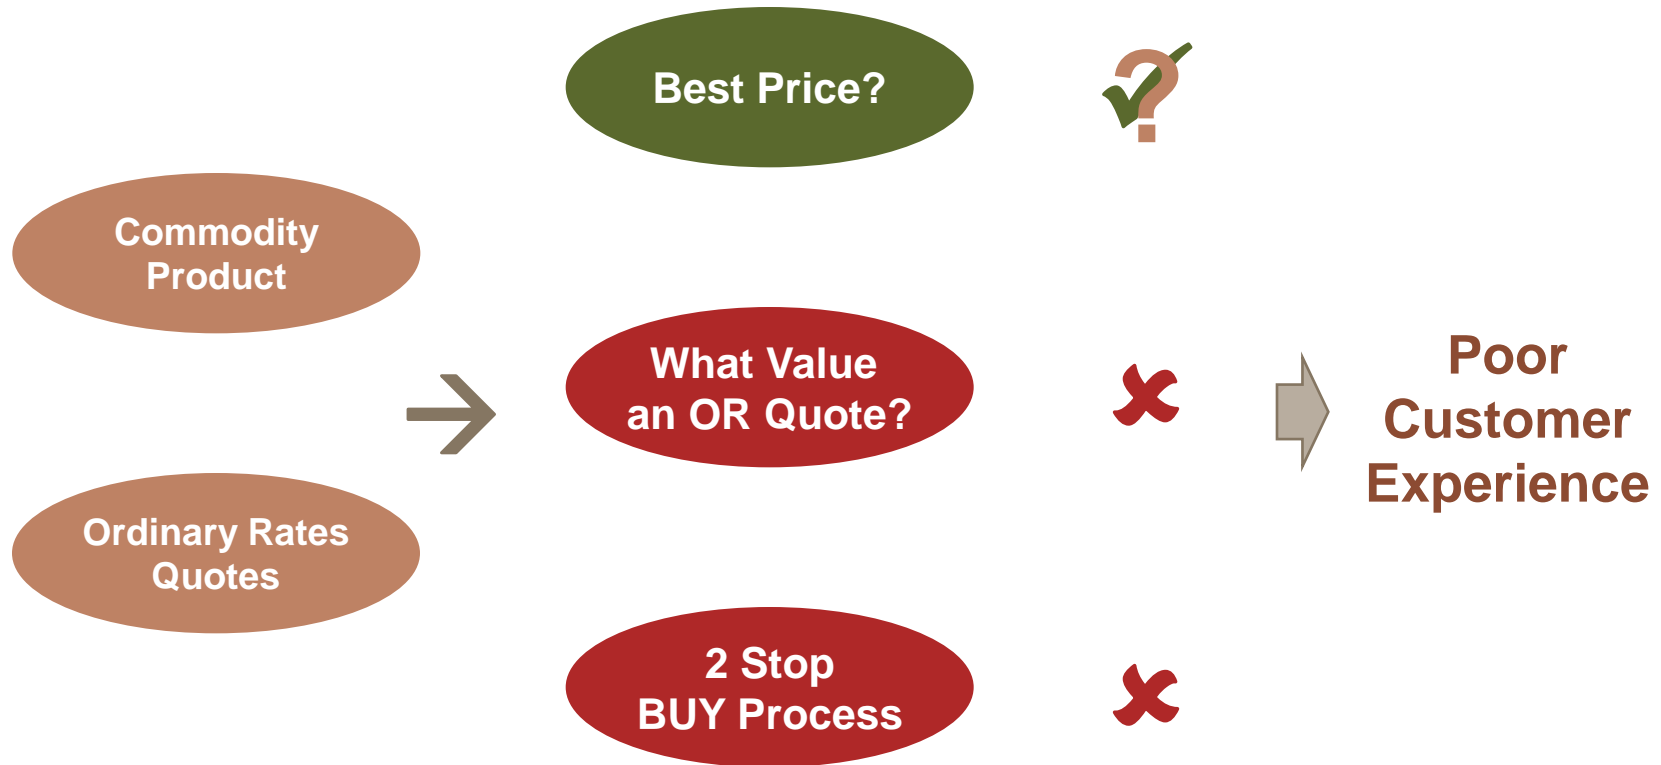 Best Price?
?
Commodity
Product
What Value
an OR Quote?
Poor
Customer
Experience
Ordinary Rates
Quotes
2 Stop
BUY Process